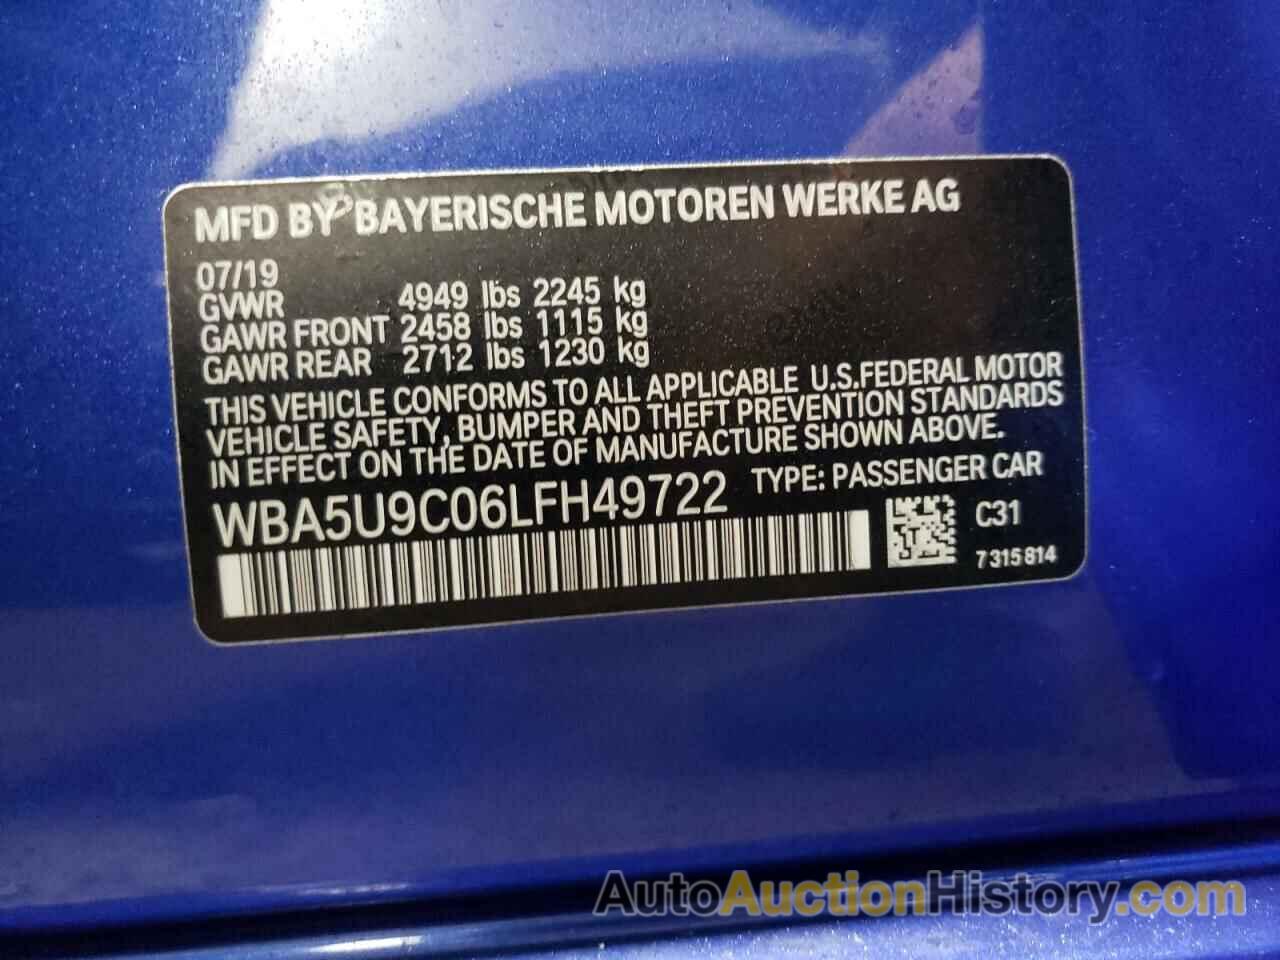 MFD BY BAYERISCHE MOTOREN WERKE AG
07/19
GVWR 4949 lbs 2245 kg
GAWR FRONT 2458 lbs 1115 kg
GAWR REAR 2712 lbs 1230 kg
THIS VEHICLE CONFORMS TO ALL APPLICABLE U.S.FEDERAL MOTOR
VEHICLE SAFETY, BUMPER AND THEFT PREVENTION STANDARDS
IN EFFECT ON THE DATE OF MANUFACTURE SHOWN ABOVE.
WBA5U9C06LFH49722 TYPE: PASSENGER CAR
C31
7 315 814
AutoAuctionHistory.com